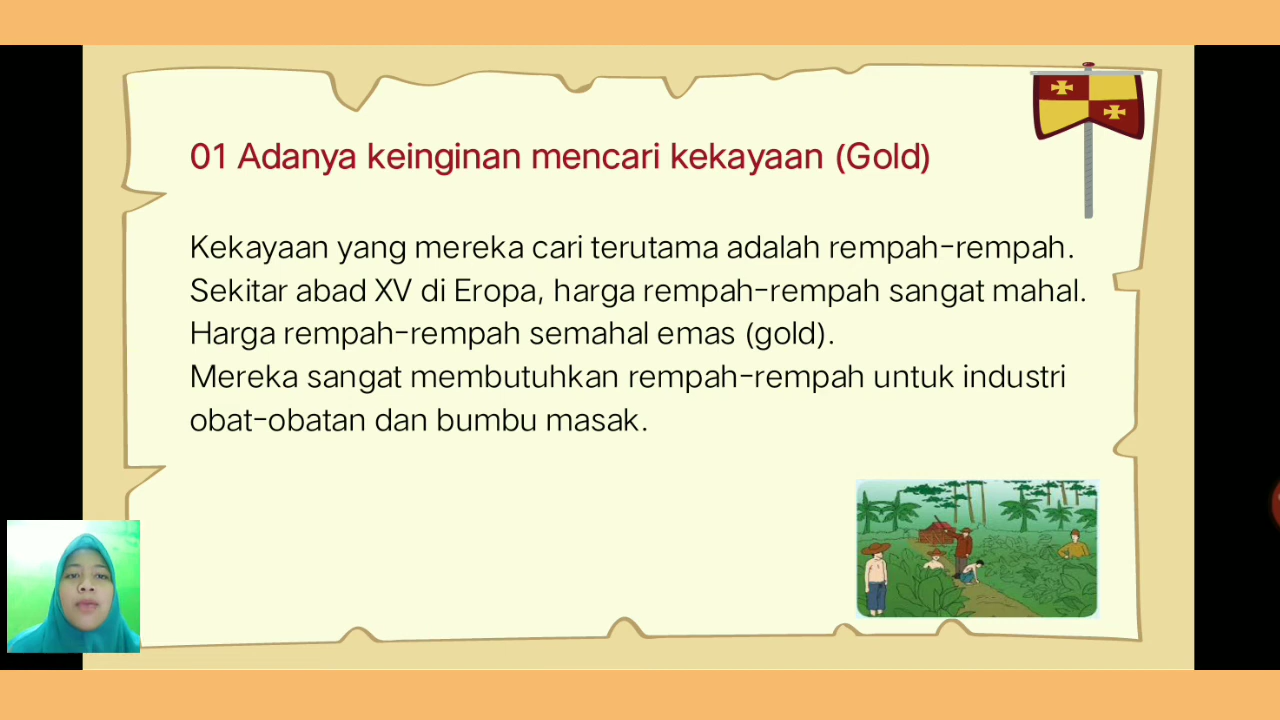 01 Adanya keinginan mencari kekayaan (Gold)
Kekayaan yang mereka cari terutama adalah rempah-rempah.
Sekitar abad XV di Eropa, harga rempah-rempah sangat mahal.
Harga rempah-rempah semahal emas (gold).
Mereka sangat membutuhkan rempah-rempah untuk industri
obat-obatan dan bumbu masak.